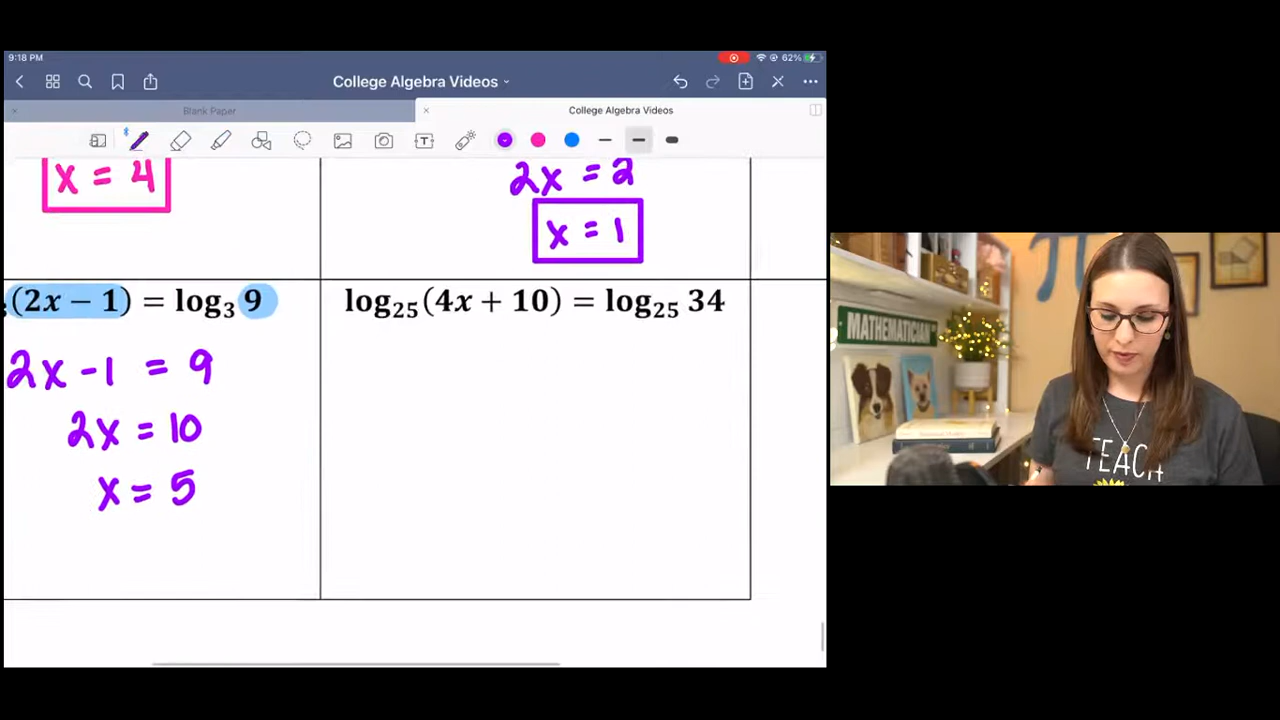 9:18 PM
62%
College Algebra Videos
Blank Paper
College Algebra Videos
x = 4
2x = 2
x = 1
(2x − 1) = log₃ 9
log₂₅(4x + 10) = log₂₅ 34
2x - 1 = 9
2x = 10
x = 5
MATHEMATICIAN
TEACH